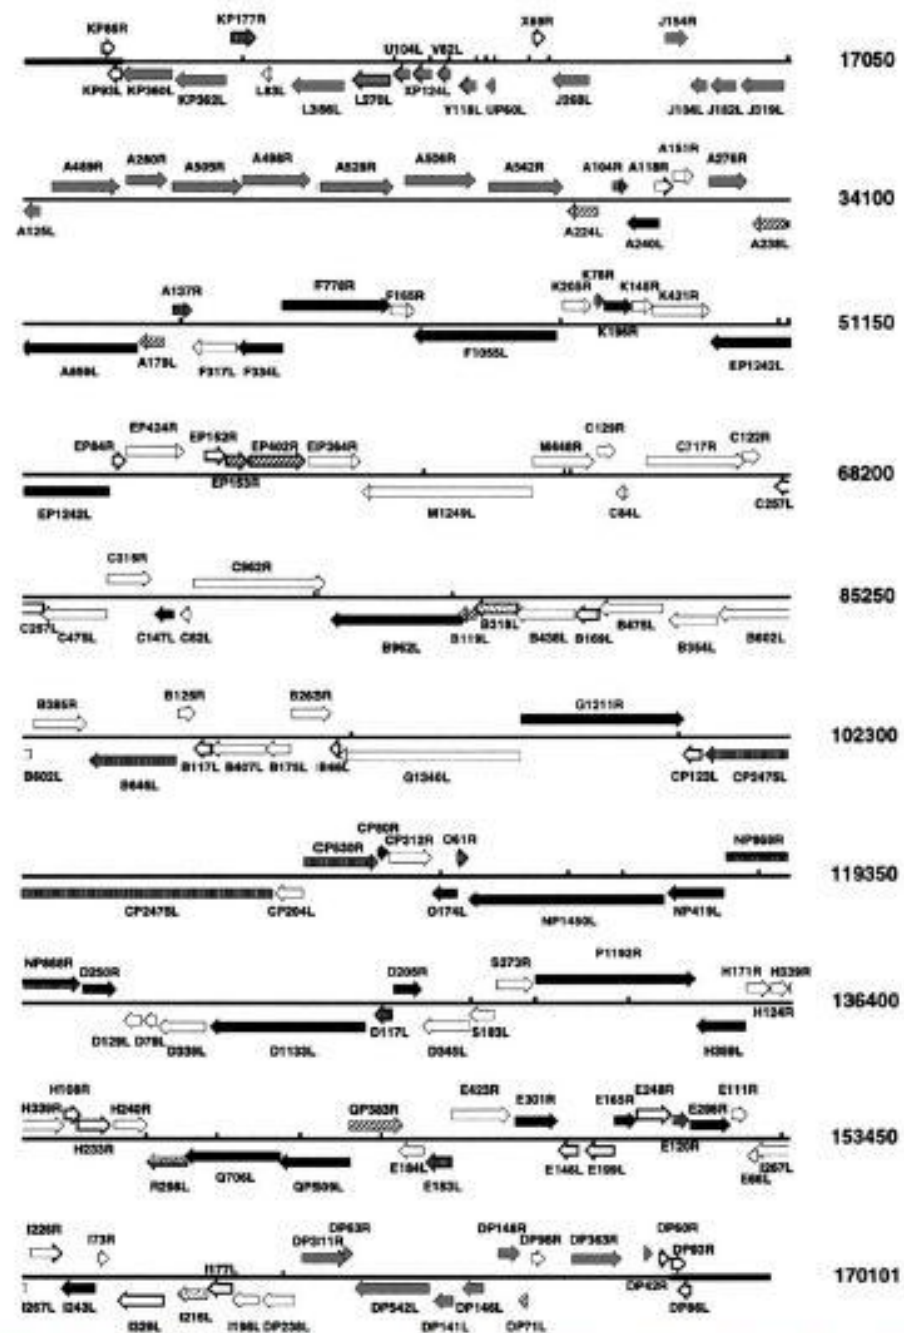 KP177R X69R J154R
KP86R U104L V82L
17050
KP93L KP360L KP362L L83L L356L L270L XP124L Y118L UP60L J268L J104L J182L J319L
A151R
A489R A280R A505R A498R A528R A506R A542R A104R A118R A276R
34100
A125L A224L A240L A238L
K78R
A137R F778R F165R K205R K145R K421R
51150
A859L A179L F317L F334L F1055L K196R EP1242L
C129R
EP84R EP424R EP152R EP402R EIP364R M448R C717R C122R
68200
EP1242L EP153R M1249L C84L C257L
C315R C962R
85250
C257L C475L C147L C62L B962L B119L B318L B438L B169L B475L B354L B602L
B385R B125R B263R G1211R
102300
B602L B646L B117L B407L B175L B66L G1340L CP123L CP2475L
CP80R
CP530R CP312R O61R NP868R
119350
CP2475L CP204L O174L NP1450L NP419L
NP868R D250R D205R S273R P1192R H171R H339R
136400
D129L D79L D339L D1133L D117L D345L S183L H359L H124R
H108R E423R E248R
H339R H240R QP383R E301R E165R E296R E111R
153450
H233R R298L Q706L QP509L E184L E183L E146L E199L E120R E66L I267L
DP63R DP148R DP60R
I226R I73R DP311R DP96R DP363R DP93R
170101
I267L I243L I329L I215L I177L I196L DP238L DP542L DP141L DP146L DP71L DP42R DP86L